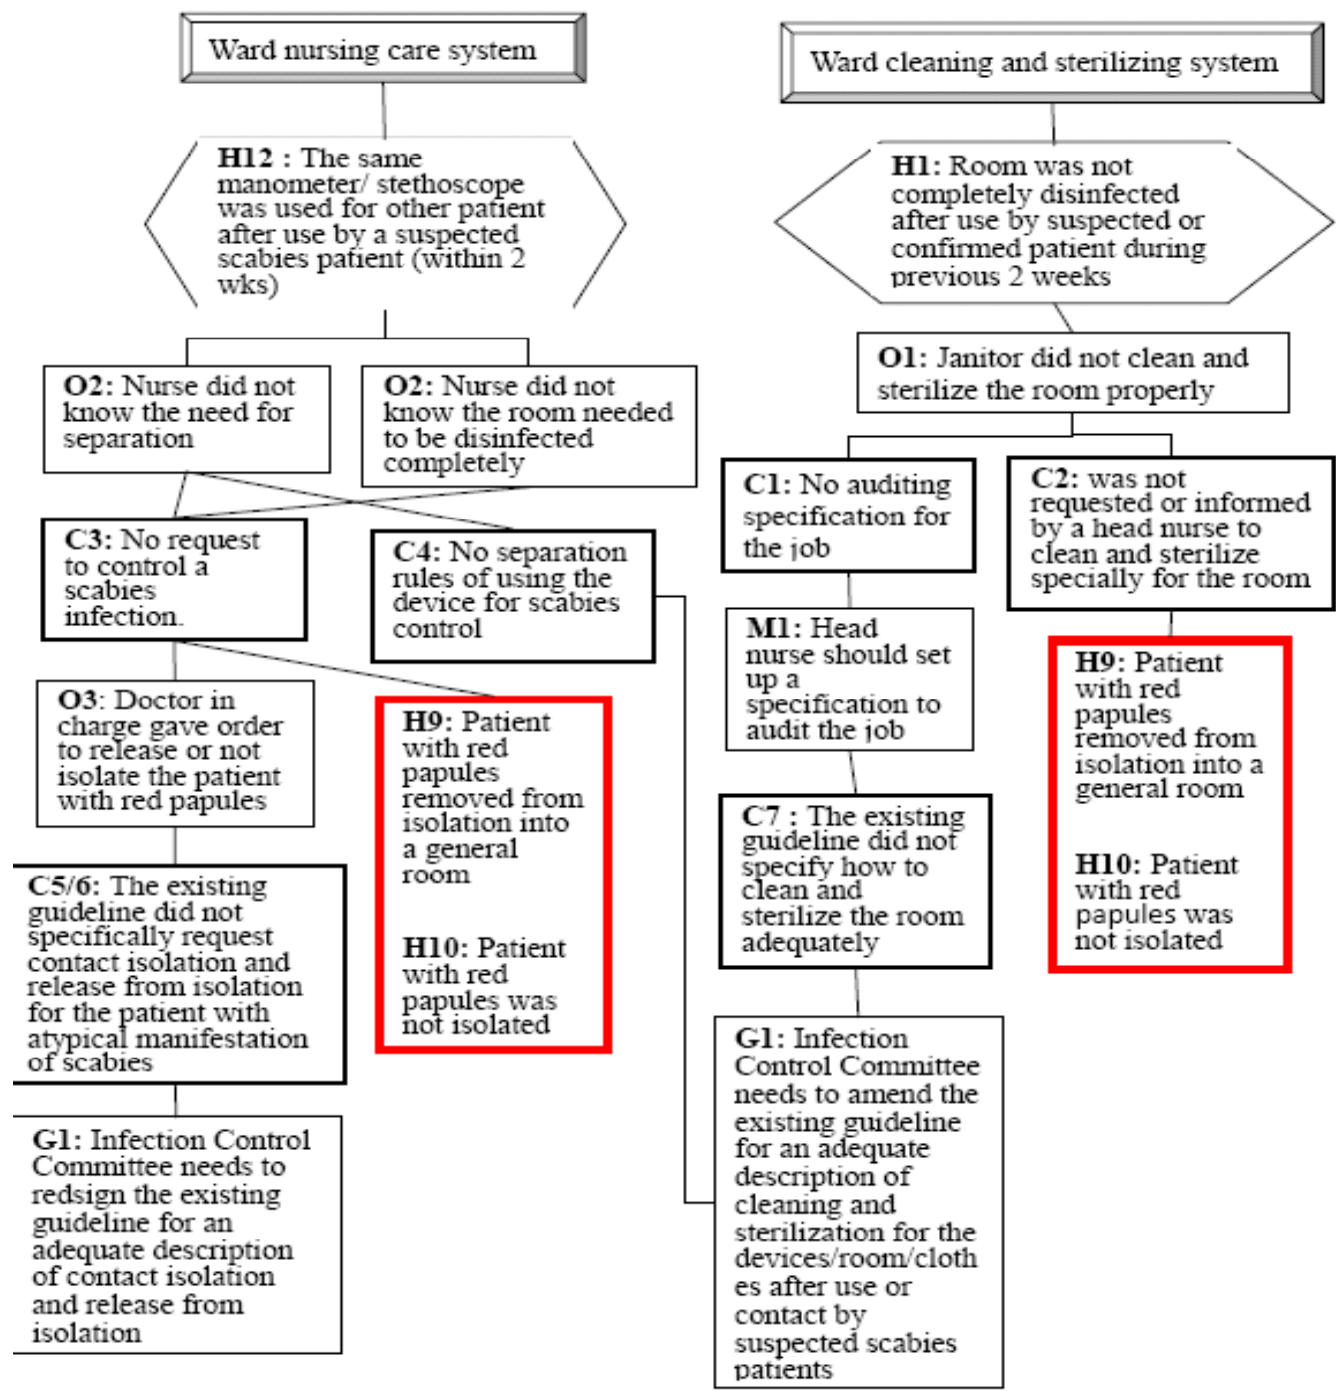 Ward nursing care system
H12 : The same
manometer/ stethoscope
was used for other patient
after use by a suspected
scabies patient (within 2
wks)
O2: Nurse did not
know the need for
separation
O2: Nurse did not
know the room needed
to be disinfected
completely
C3: No request
to control a
scabies
infection.
C4: No separation
rules of using the
device for scabies
control
O3: Doctor in
charge gave order
to release or not
isolate the patient
with red papules
H9: Patient
with red
papules
removed from
isolation into
a general
room
H10: Patient
with red
papules was
not isolated
C5/6: The existing
guideline did not
specifically request
contact isolation and
release from isolation
for the patient with
atypical manifestation
of scabies
G1: Infection Control
Committee needs to
redsign the existing
guideline for an
adequate description
of contact isolation
and release from
isolation
Ward cleaning and sterilizing system
H1: Room was not
completely disinfected
after use by suspected or
confirmed patient during
previous 2 weeks
O1: Janitor did not clean and
sterilize the room properly
C1: No auditing
specification for
the job
C2: was not
requested or informed
by a head nurse to
clean and sterilize
specially for the room
M1: Head
nurse should set
up a
specification to
audit the job
H9: Patient
with red
papules
removed from
isolation into a
general room
H10: Patient
with red
papules was
not isolated
C7 : The existing
guideline did not
specify how to
clean and
sterilize the room
adequately
G1: Infection
Control Committee
needs to amend the
existing guideline
for an adequate
description of
cleaning and
sterilization for the
devices/room/cloth
es after use or
contact by
suspected scabies
patients